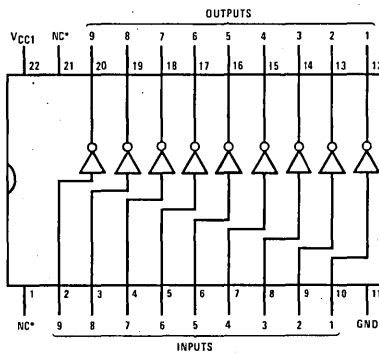 OUTPUTS
VCC1 NC* 9 8 7 6 5 4 3 2 1
22 21 20 19 18 17 16 15 14 13 12
1 2 3 4 5 6 7 8 9 10 11
NC* 9 8 7 6 5 4 3 2 1 GND
INPUTS